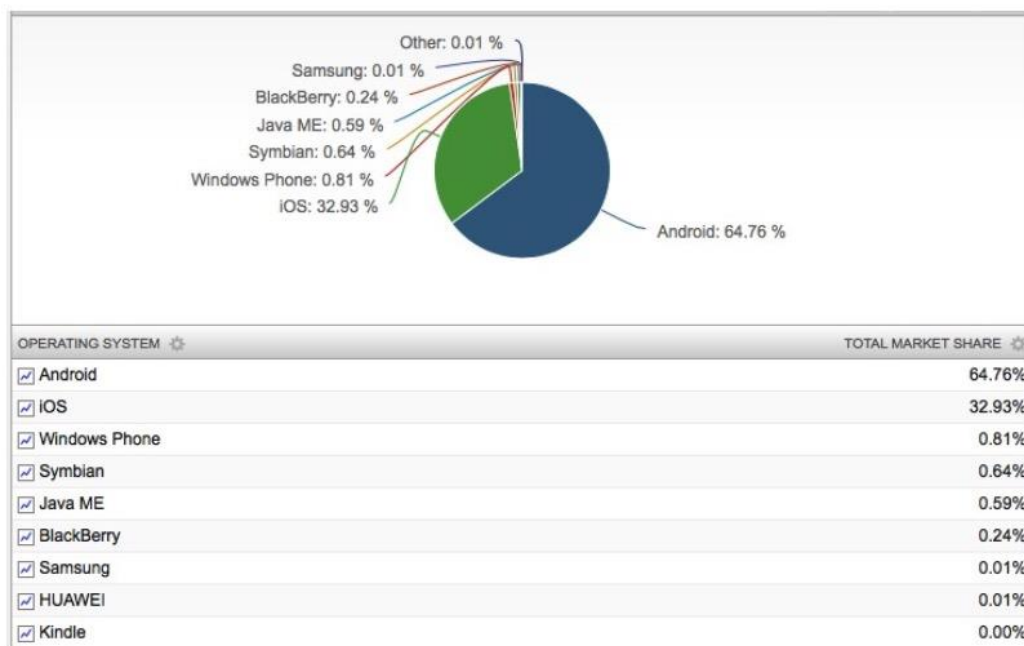 Other: 0.01 %
Samsung: 0.01 %
BlackBerry: 0.24 %
Java ME: 0.59 %
Symbian: 0.64 %
Windows Phone: 0.81 %
iOS: 32.93 %
Android: 64.76 %
OPERATING SYSTEM TOTAL MARKET SHARE
Android 64.76%
iOS 32.93%
Windows Phone 0.81%
Symbian 0.64%
Java ME 0.59%
BlackBerry 0.24%
Samsung 0.01%
HUAWEI 0.01%
Kindle 0.00%